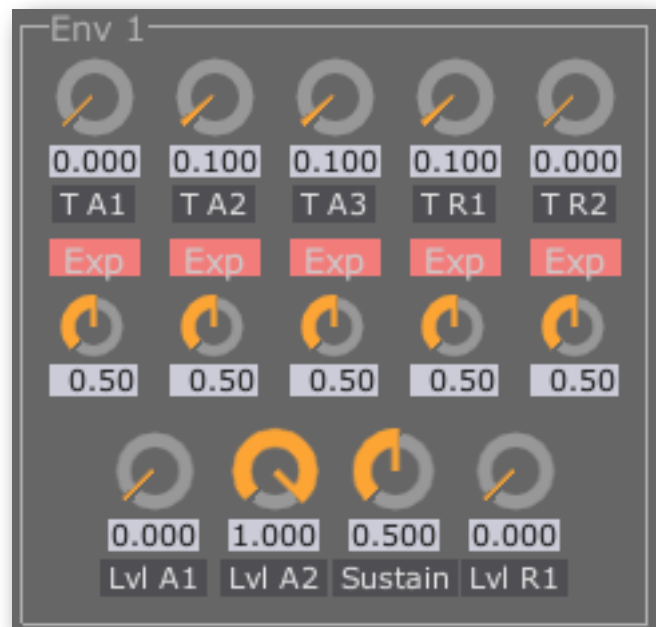 Env 1
0.000 0.100 0.100 0.100 0.000
T A1 T A2 T A3 T R1 T R2
Exp Exp Exp Exp Exp
0.50 0.50 0.50 0.50 0.50
0.000 1.000 0.500 0.000
Lvl A1 Lvl A2 Sustain Lvl R1